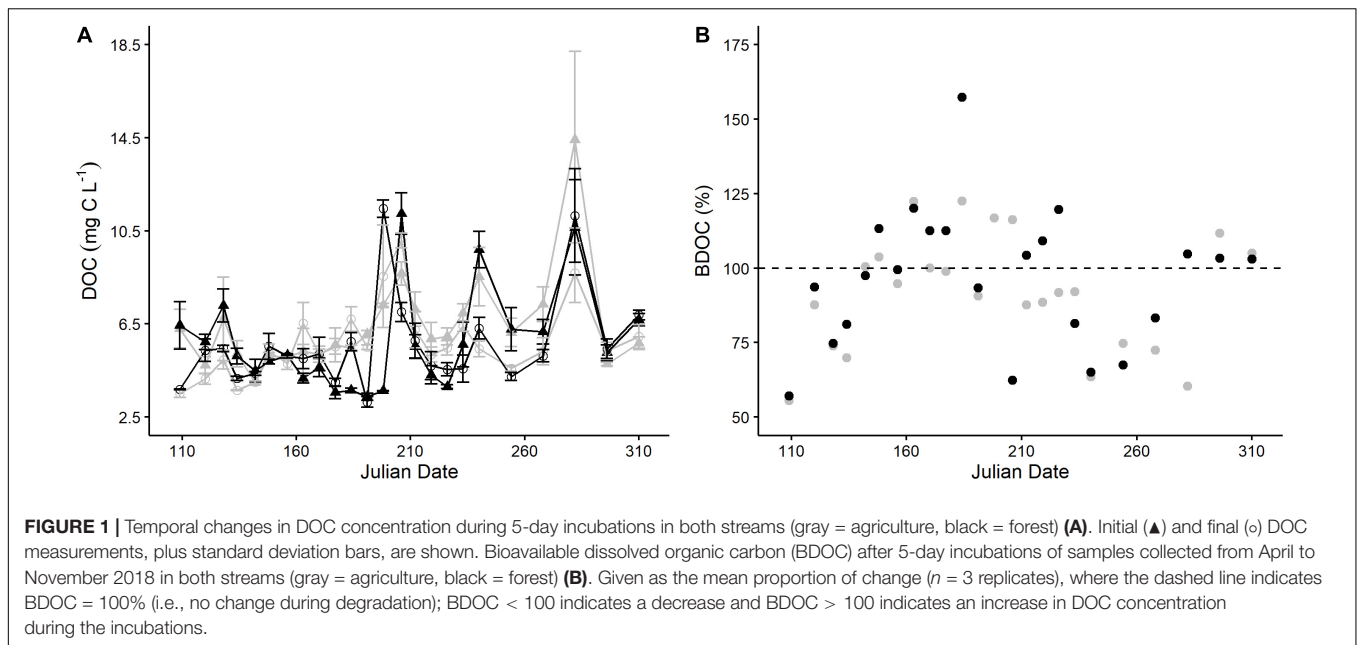 A
B
18.5
14.5
10.5
6.5
2.5
DOC (mg C L⁻¹)
110
160
210
260
310
Julian Date
175
150
125
100
75
50
BDOC (%)
110
160
210
260
310
Julian Date
FIGURE 1 | Temporal changes in DOC concentration during 5-day incubations in both streams (gray = agriculture, black = forest) (A). Initial (▲) and final (○) DOC
measurements, plus standard deviation bars, are shown. Bioavailable dissolved organic carbon (BDOC) after 5-day incubations of samples collected from April to
November 2018 in both streams (gray = agriculture, black = forest) (B). Given as the mean proportion of change (n = 3 replicates), where the dashed line indicates
BDOC = 100% (i.e., no change during degradation); BDOC < 100 indicates a decrease and BDOC > 100 indicates an increase in DOC concentration
during the incubations.